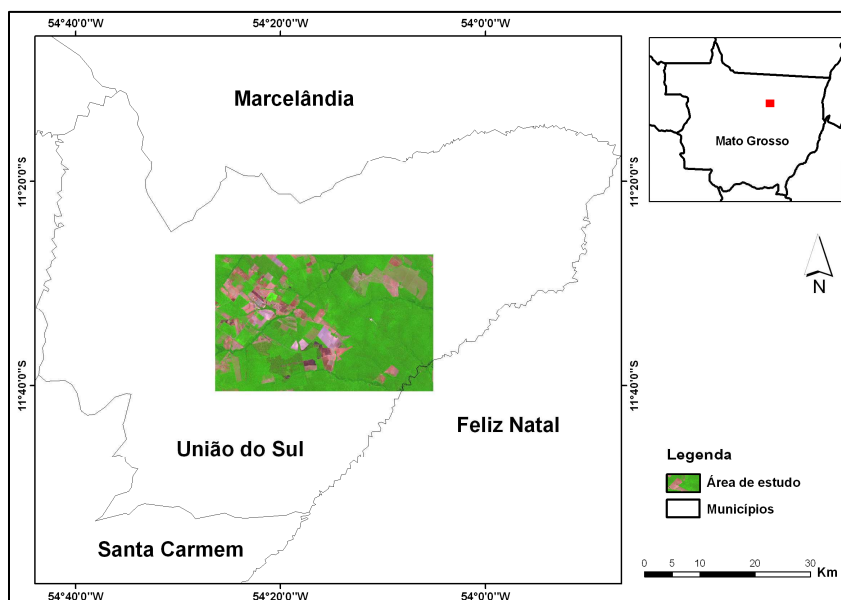 54°40'0"W
54°20'0"W
54°0'0"W
Marcelândia
Mato Grosso
11°20'0"S
11°20'0"S
N
11°40'0"S
11°40'0"S
Feliz Natal
União do Sul
Santa Carmem
Legenda
Área de estudo
Municípios
0 5 10 20 30 Km
54°40'0"W
54°20'0"W
54°0'0"W